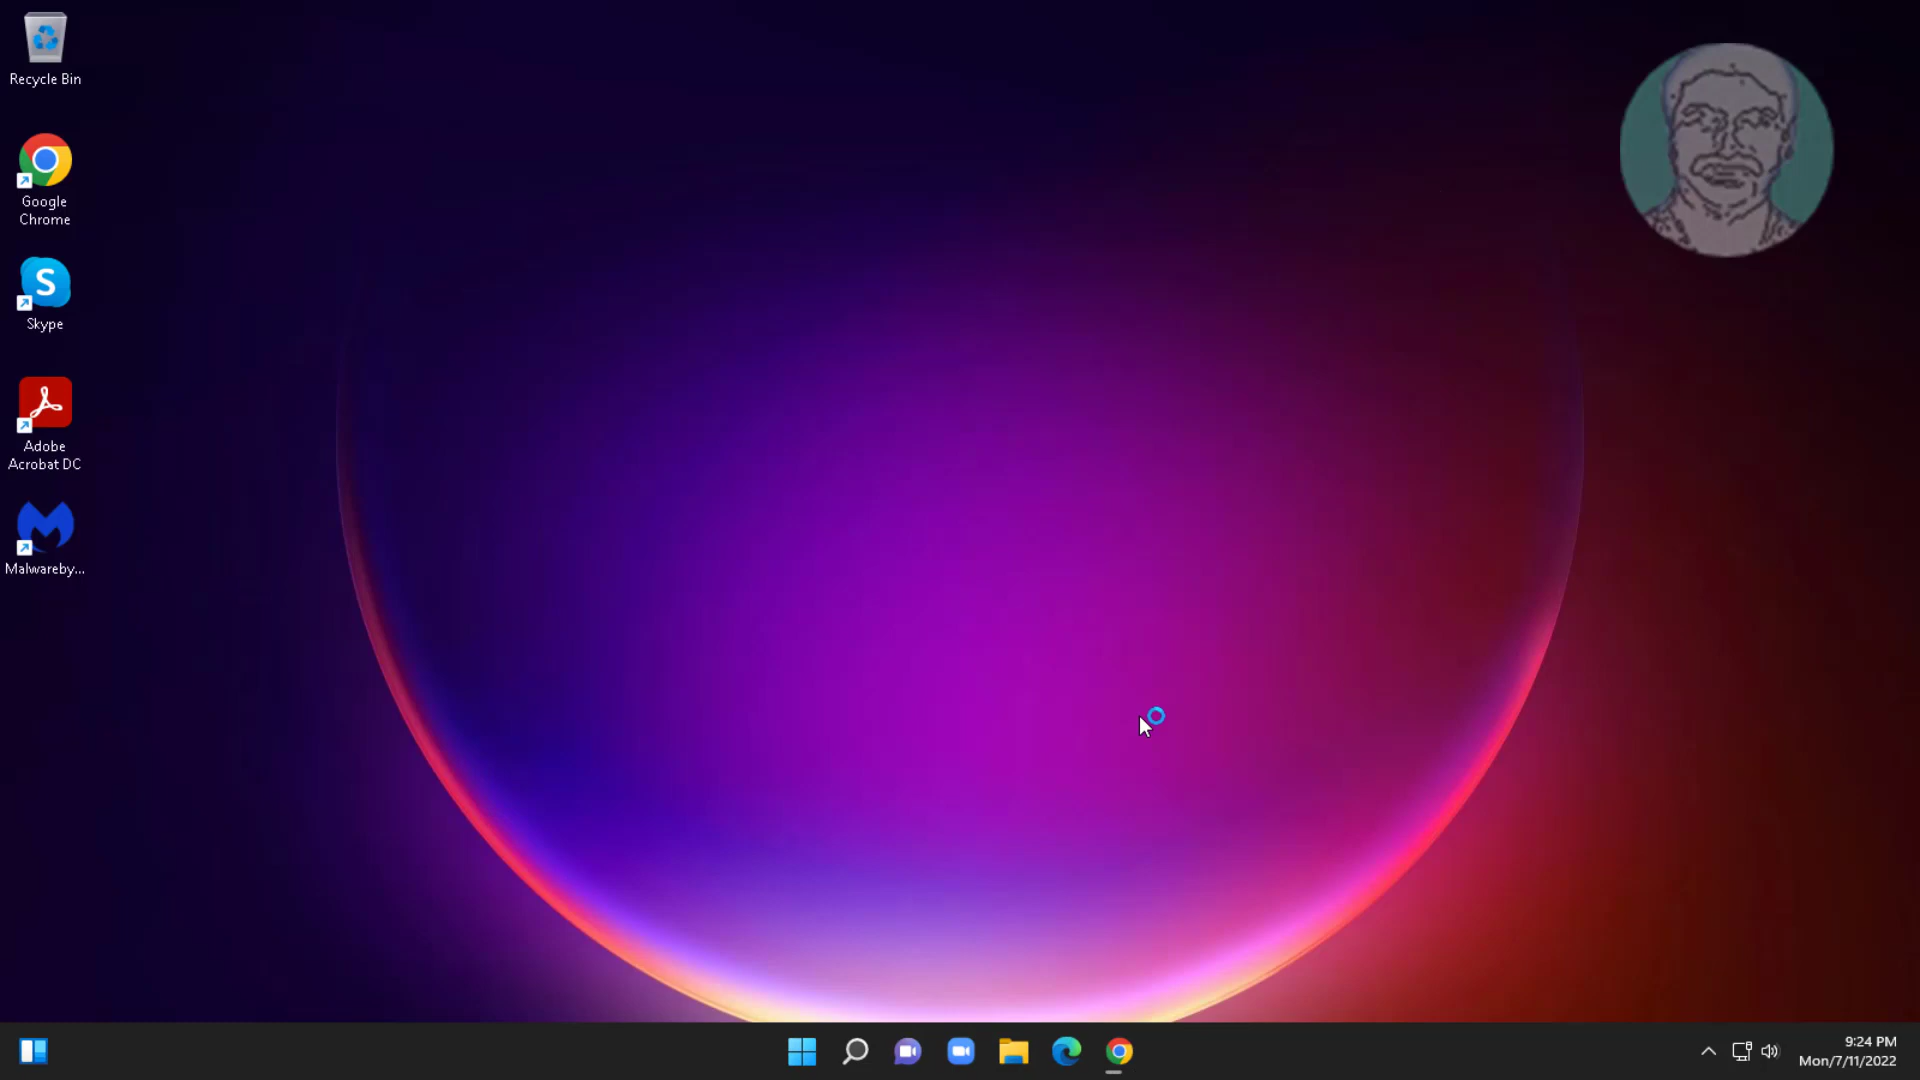 Recycle Bin
Google
Chrome
S
Skype
Adobe
Acrobat DC
Malwareby...
9:24 PM
Mon/7/11/2022